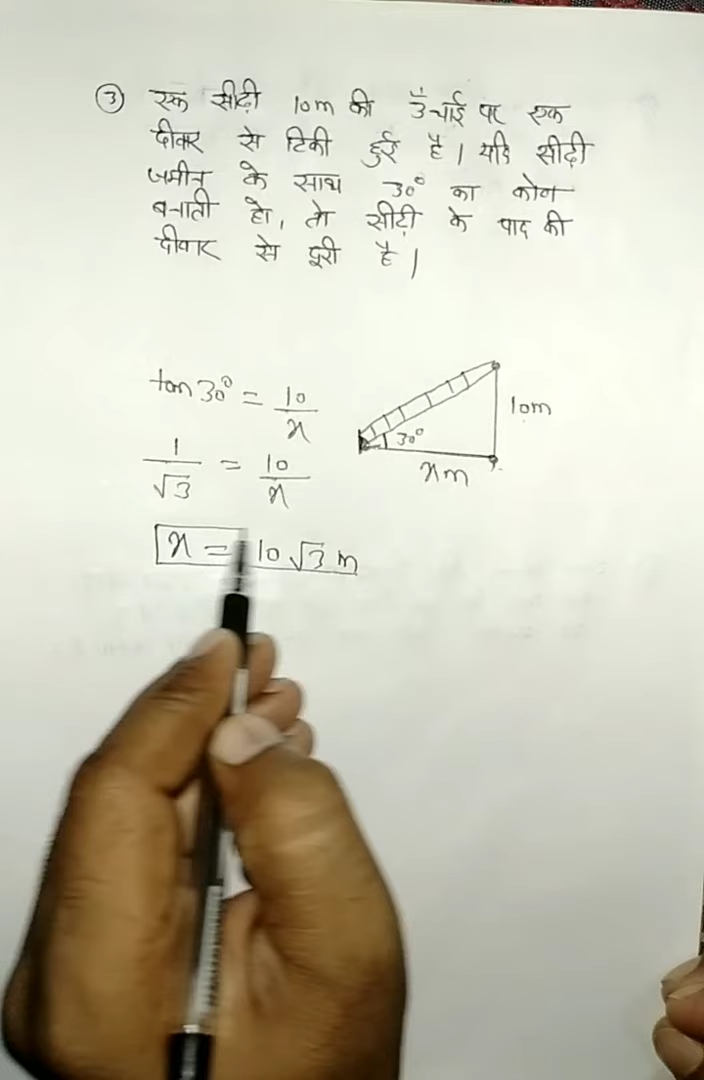 ③ एक सीढ़ी 10m की उँचाई पर एक
दीवार से टिकी हुई है। यदि सीढ़ी
जमीन के साथ 30° का कोण
बनाती हो, तो सीढ़ी के पाद की
दीवार से दूरी है।
tan 30° = 10/x
1/√3 = 10/x
x = 10√3 m
10m
30°
x m